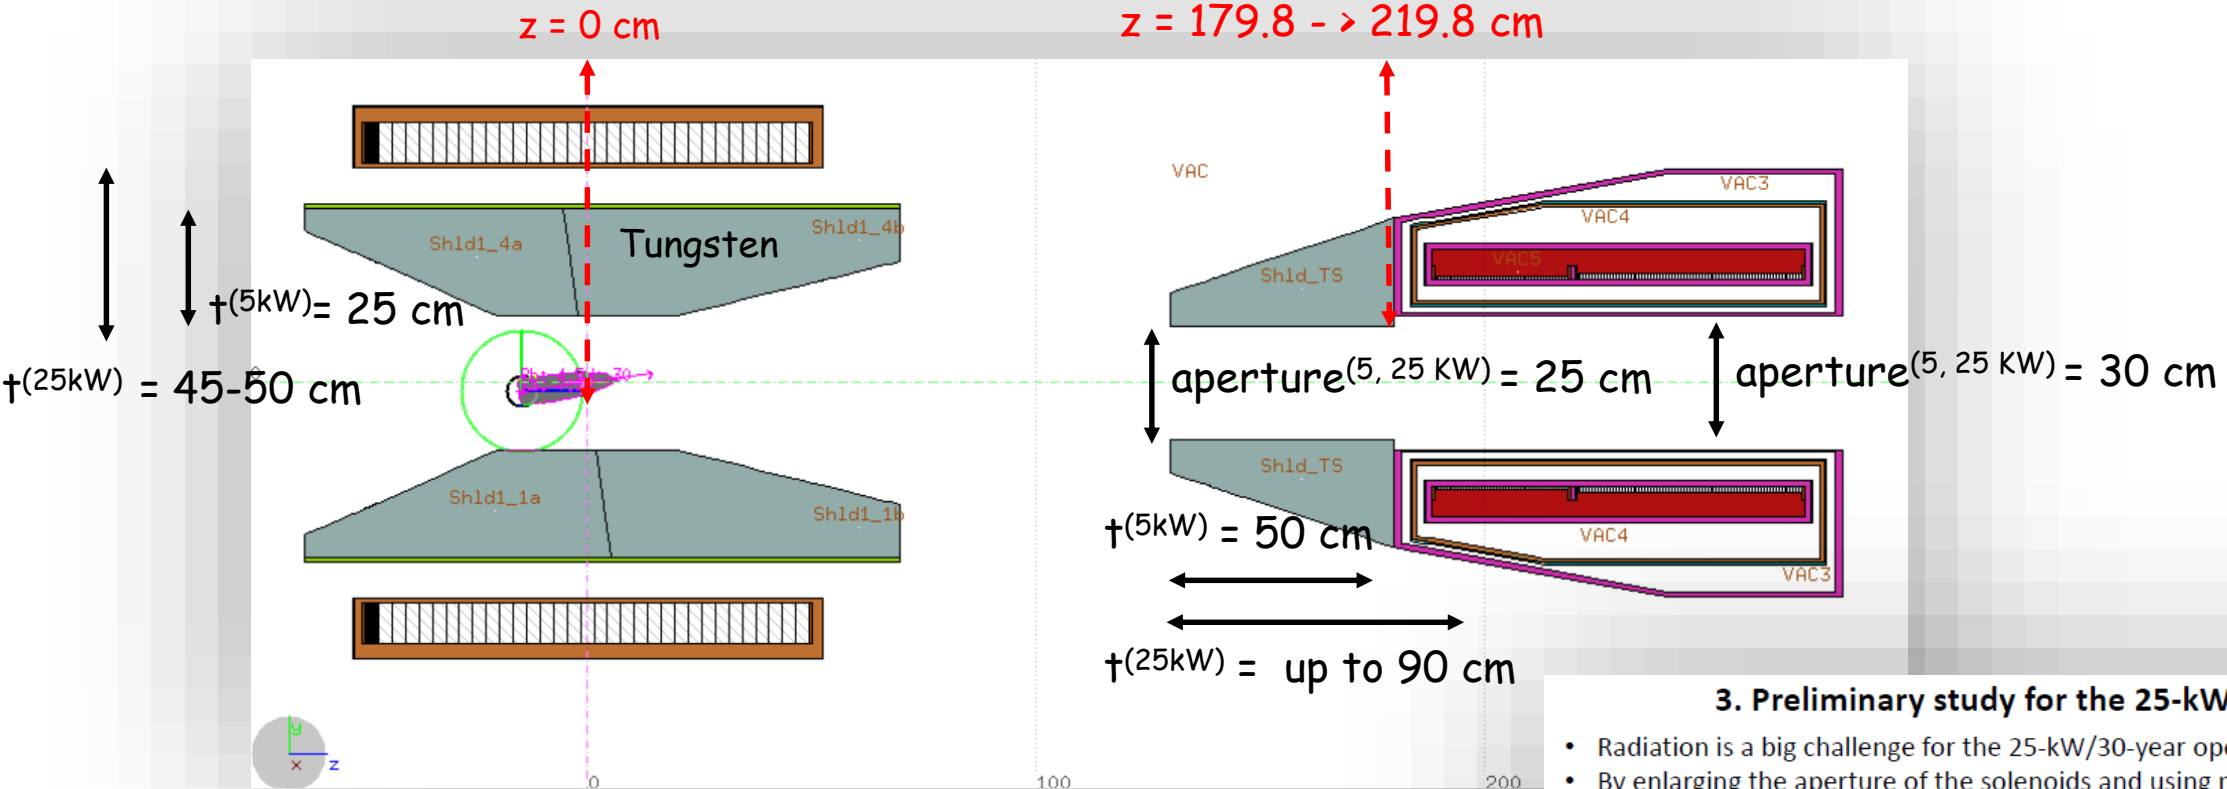 z = 0 cm
z = 179.8 - > 219.8 cm
VAC
VAC3
VAC4
Shld1_4a
Tungsten
Shld1_4b
VAC5
Shld_TS
t(5kW)= 25 cm
t(25kW) = 45-50 cm
aperture(5, 25 KW) = 25 cm
aperture(5, 25 KW) = 30 cm
Shld_TS
Shld1_1a
Shld1_1b
t(5kW) = 50 cm
VAC4
VAC3
t(25kW) = up to 90 cm
y
x z
0
100
200
3. Preliminary study for the 25-kW
• Radiation is a big challenge for the 25-kW/30-year
• By enlarging the aperture of the solenoids and using